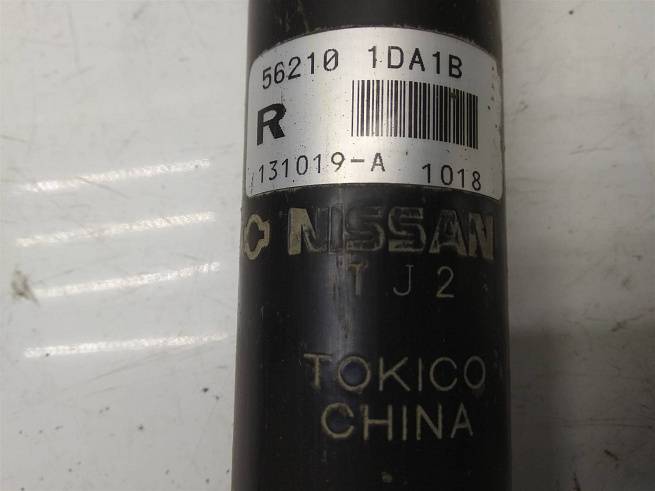 56210 1DA1B
R
131019-A 1018
NISSAN
TJ2
TOKICO
CHINA